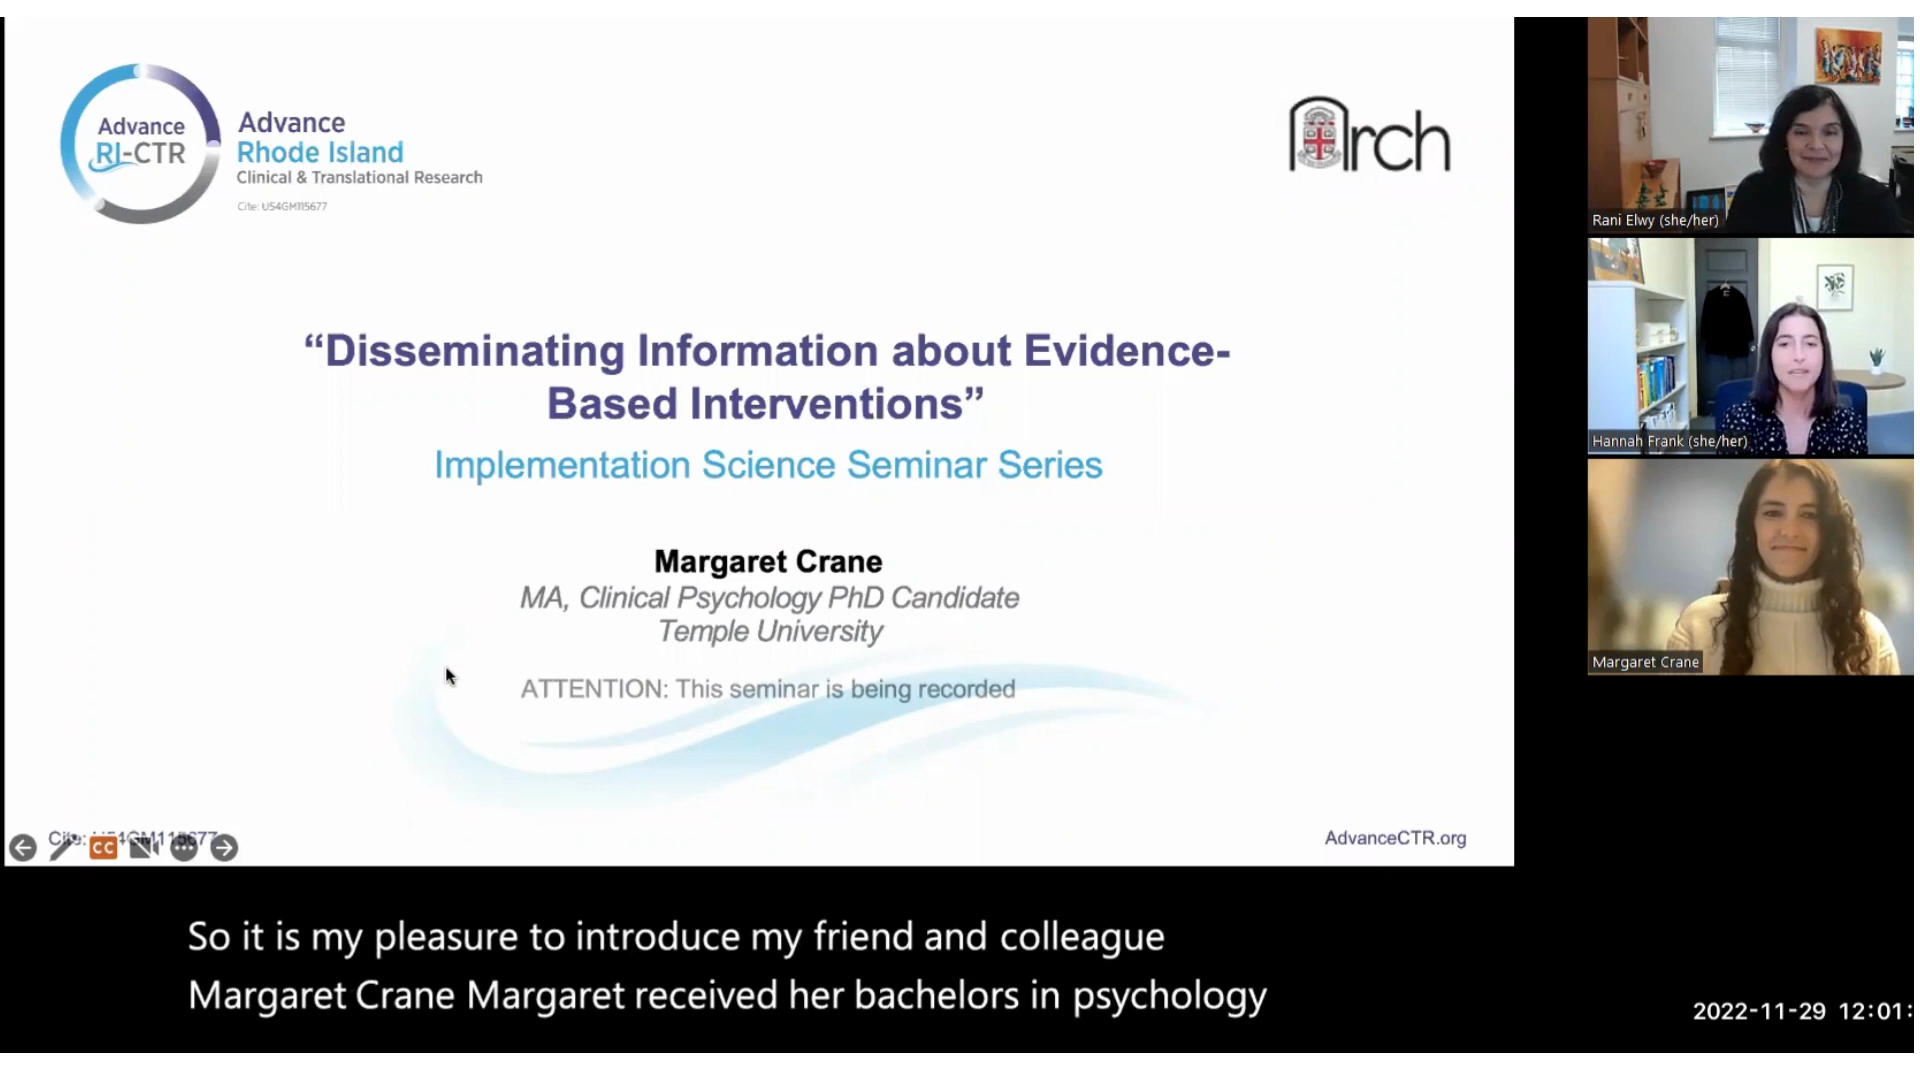 Advance
RI-CTR
Advance
Rhode Island
Clinical & Translational Research
Cite: U54GM115677
Arch
“Disseminating Information about Evidence-
Based Interventions”
Implementation Science Seminar Series
Margaret Crane
MA, Clinical Psychology PhD Candidate
Temple University
ATTENTION: This seminar is being recorded
Cite: U54GM115677
CC
AdvanceCTR.org
Rani Elwy (she/her)
Hannah Frank (she/her)
Margaret Crane
So it is my pleasure to introduce my friend and colleague
Margaret Crane Margaret received her bachelors in psychology
2022-11-29 12:01: